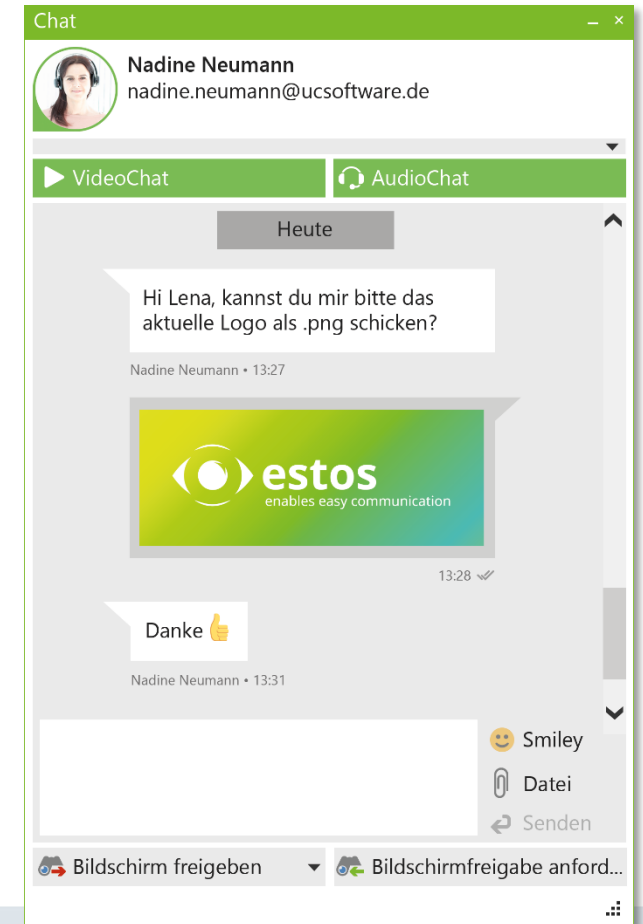 Chat
Nadine Neumann
nadine.neumann@ucsoftware.de
VideoChat
AudioChat
Heute
Hi Lena, kannst du mir bitte das
aktuelle Logo als .png schicken?
Nadine Neumann • 13:27
estos
enables easy communication
13:28
Danke 👍
Nadine Neumann • 13:31
Smiley
Datei
Senden
Bildschirm freigeben
Bildschirmfreigabe anford...